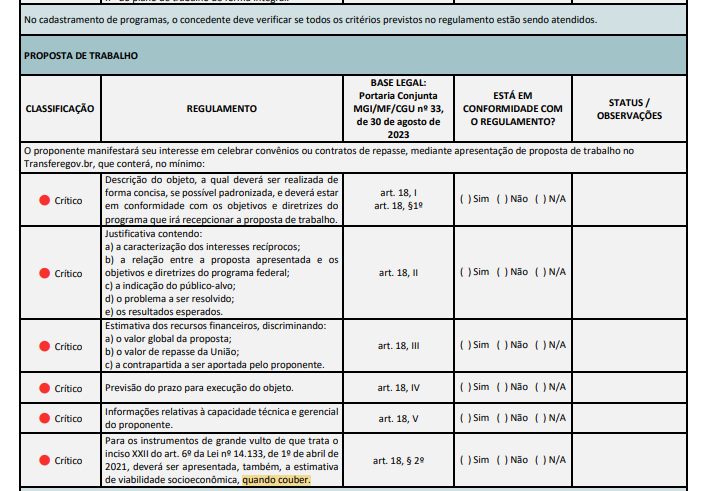 No cadastramento de programas, o concedente deve verificar se todos os critérios previstos no regulamento estão sendo atendidos.
PROPOSTA DE TRABALHO
CLASSIFICAÇÃO
REGULAMENTO
BASE LEGAL:
Portaria Conjunta
MGI/MF/CGU nº 33,
de 30 de agosto de
2023
ESTÁ EM
CONFORMIDADE COM
O REGULAMENTO?
STATUS /
OBSERVAÇÕES
O proponente manifestará seu interesse em celebrar convênios ou contratos de repasse, mediante apresentação de proposta de trabalho no
Transferegov.br, que conterá, no mínimo:
Crítico
Descrição do objeto, a qual deverá ser realizada de
forma concisa, se possível padronizada, e deverá estar
em conformidade com os objetivos e diretrizes do
programa que irá recepcionar a proposta de trabalho.
art. 18, I
art. 18, §1º
( ) Sim ( ) Não ( ) N/A
Crítico
Justificativa contendo:
a) a caracterização dos interesses recíprocos;
b) a relação entre a proposta apresentada e os
objetivos e diretrizes do programa federal;
c) a indicação do público-alvo;
d) o problema a ser resolvido;
e) os resultados esperados.
art. 18, II
( ) Sim ( ) Não ( ) N/A
Crítico
Estimativa dos recursos financeiros, discriminando:
a) o valor global da proposta;
b) o valor de repasse da União;
c) a contrapartida a ser aportada pelo proponente.
art. 18, III
( ) Sim ( ) Não ( ) N/A
Crítico
Previsão do prazo para execução do objeto.
art. 18, IV
( ) Sim ( ) Não ( ) N/A
Crítico
Informações relativas à capacidade técnica e gerencial
do proponente.
art. 18, V
( ) Sim ( ) Não ( ) N/A
Crítico
Para os instrumentos de grande vulto de que trata o
inciso XXII do art. 6º da Lei nº 14.133, de 1º de abril de
2021, deverá ser apresentada, também, a estimativa
de viabilidade socioeconômica, quando couber.
art. 18, § 2º
( ) Sim ( ) Não ( ) N/A